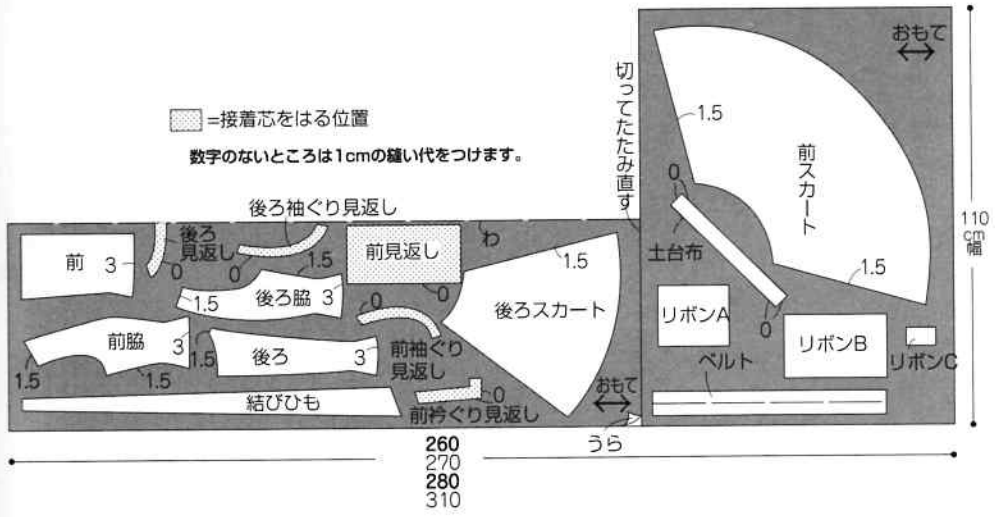 =接着芯をはる位置
数字のないところは1cmの縫い代をつけます。
後ろ袖ぐり見返し
後ろ
見返し
0
0
わ
前
3
1.5
前見返し
0
1.5
後ろ脇
3
1.5
後ろスカート
0
前脇
3
1.5
1.5
1.5
後ろ
3
前袖ぐり
見返し
結びひも
0
前衿ぐり見返し
おもて
うら
切ってたたみ直す
おもて
1.5
前スカート
0
土台布
1.5
0
リボンA
リボンB
リボンC
ベルト
110
cm
幅
260
270
280
310